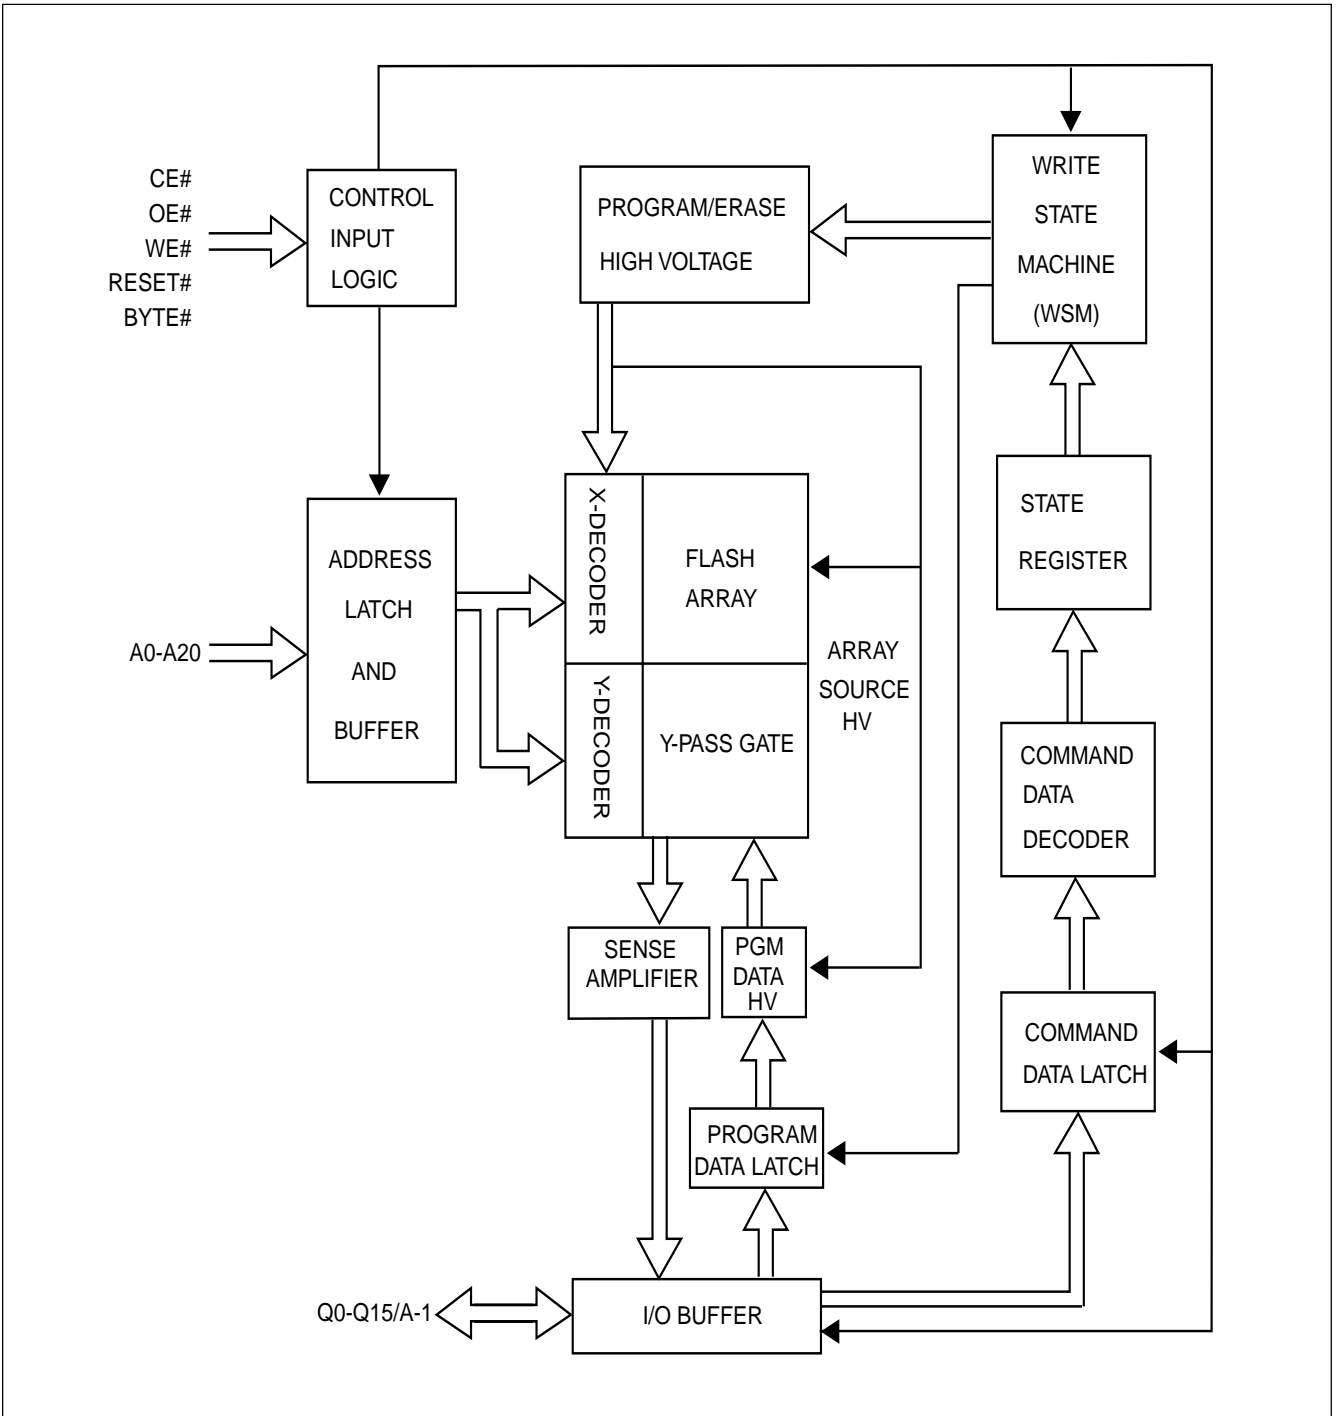 CE#
OE#
WE#
RESET#
BYTE#
CONTROL
INPUT
LOGIC
PROGRAM/ERASE
HIGH VOLTAGE
WRITE
STATE
MACHINE
(WSM)
A0-A20
ADDRESS
LATCH
AND
BUFFER
X-DECODER
FLASH
ARRAY
Y-DECODER
Y-PASS GATE
ARRAY
SOURCE
HV
STATE
REGISTER
COMMAND
DATA
DECODER
SENSE
AMPLIFIER
PGM
DATA
HV
COMMAND
DATA LATCH
PROGRAM
DATA LATCH
Q0-Q15/A-1
I/O BUFFER